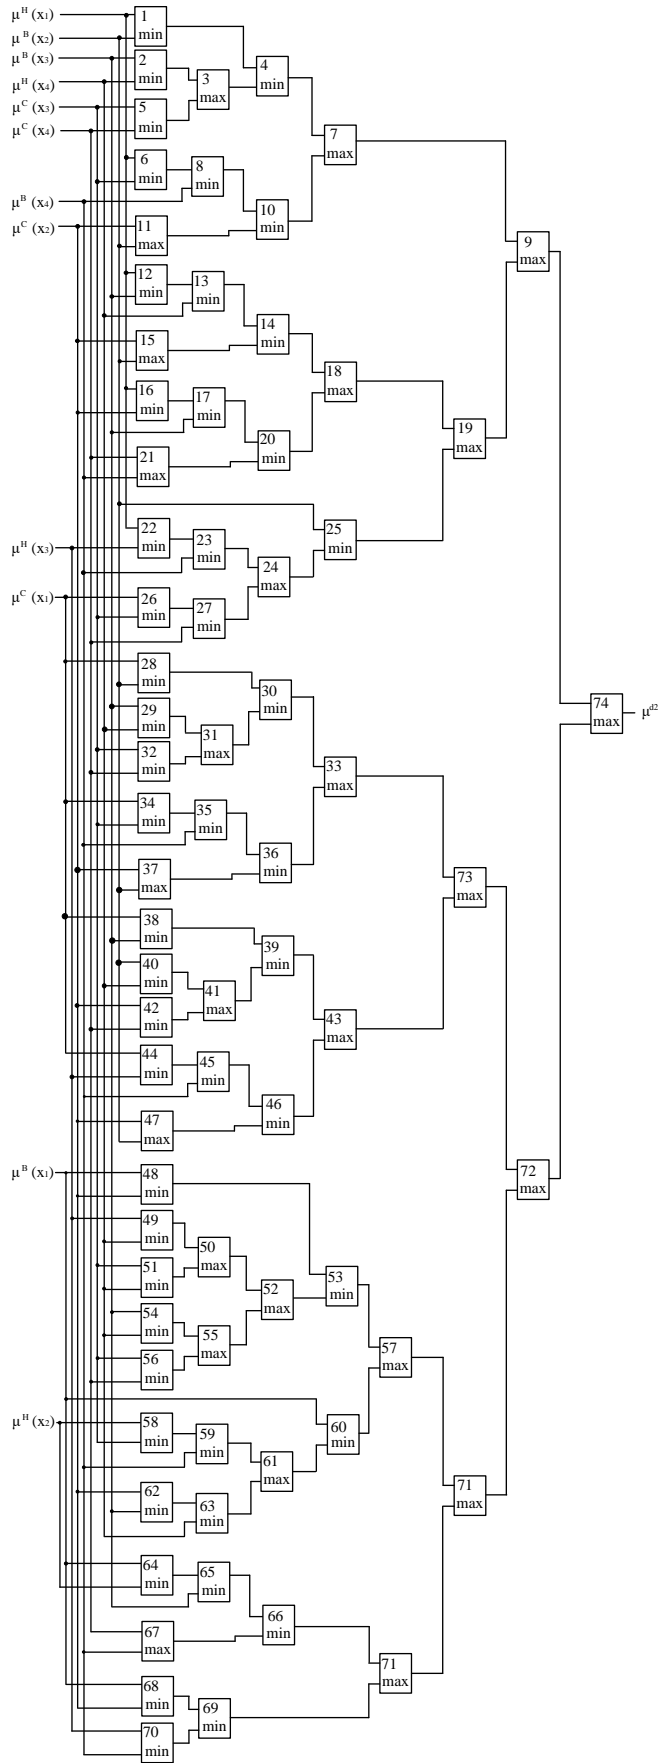 μᴴ (x₁)
μᴮ (x₂)
μᴮ (x₃)
μᴴ (x₄)
μᶜ (x₃)
μᶜ (x₄)
μᴮ (x₄)
μᶜ (x₂)
μᴴ (x₃)
μᶜ (x₁)
μᴮ (x₁)
μᴴ (x₂)
1
min
2
min
3
max
4
min
5
min
6
min
7
max
8
min
9
max
10
min
11
max
12
min
13
min
14
min
15
max
16
min
17
min
18
max
19
max
20
min
21
max
22
min
23
min
24
max
25
min
26
min
27
min
28
min
29
min
30
min
31
max
32
min
33
max
34
min
35
min
36
min
37
max
38
min
39
min
40
min
41
max
42
min
43
max
44
min
45
min
46
min
47
max
48
min
49
min
50
max
51
min
52
max
53
min
54
min
55
max
56
min
57
max
58
min
59
min
60
min
61
max
62
min
63
min
64
min
65
min
66
min
67
max
68
min
69
min
70
min
71
max
71
max
72
max
73
max
74
max
μᵈ²